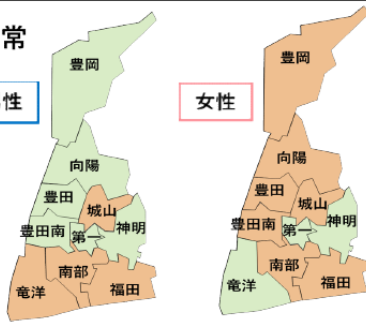 常
性
女性
豊岡
向陽
豊田
城山
豊田南
第一
神明
南部
竜洋
福田
豊岡
向陽
豊田
城山
豊田南
第一
神明
南部
竜洋
福田